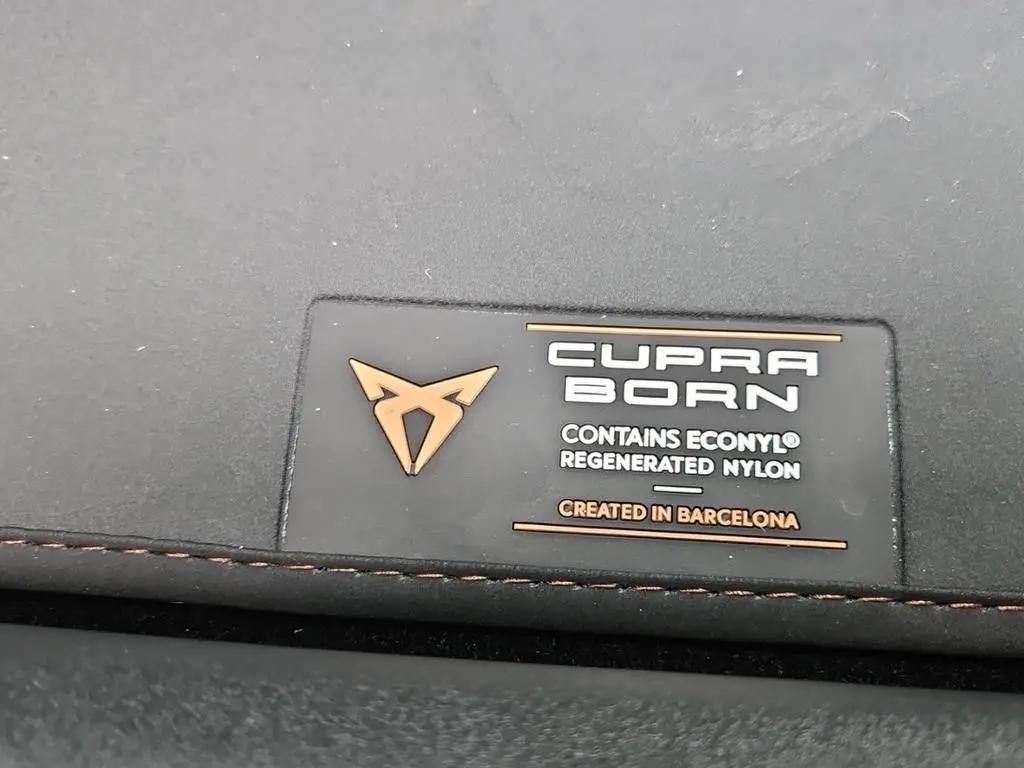 CUPRA
BORN
CONTAINS ECONYL®
REGENERATED NYLON
CREATED IN BARCELONA